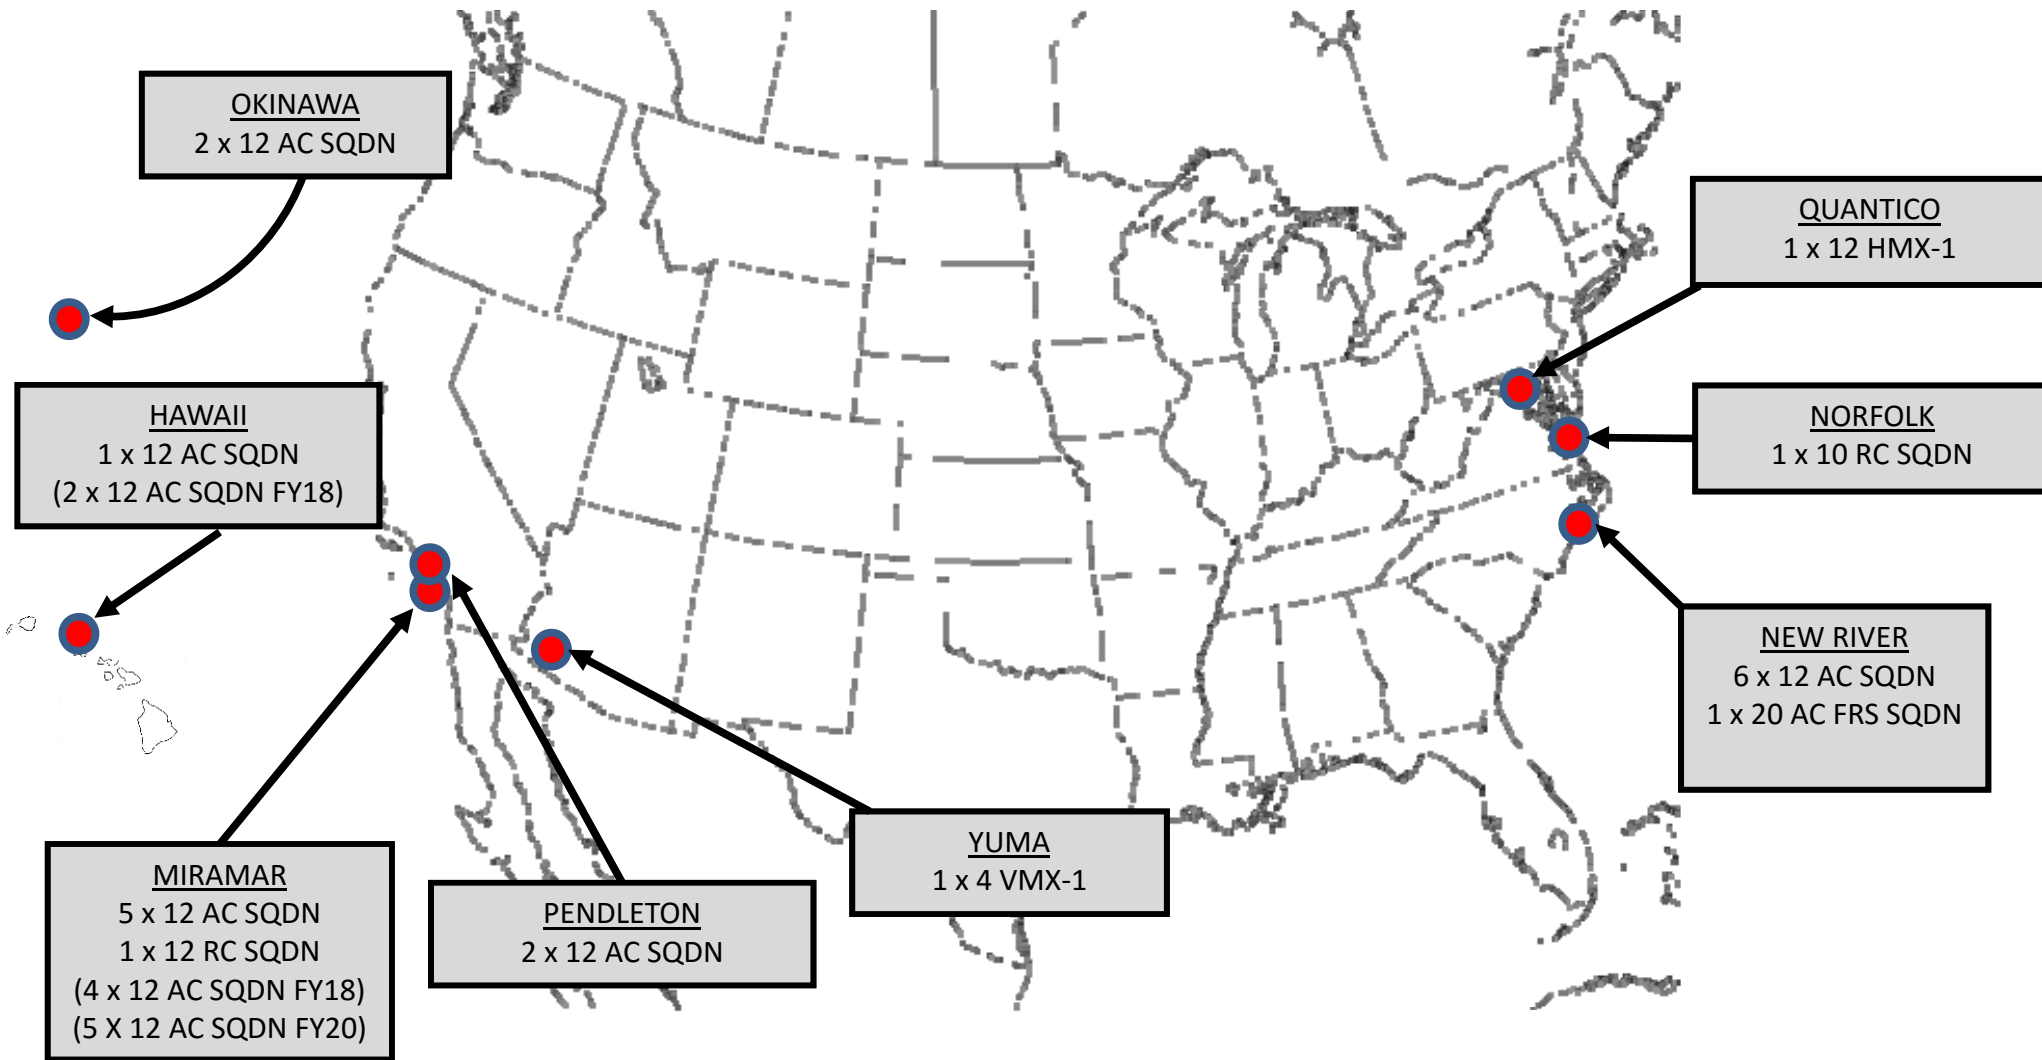 OKINAWA
2 x 12 AC SQDN
QUANTICO
1 x 12 HMX-1
HAWAII
1 x 12 AC SQDN
(2 x 12 AC SQDN FY18)
NORFOLK
1 x 10 RC SQDN
NEW RIVER
6 x 12 AC SQDN
1 x 20 AC FRS SQDN
MIRAMAR
5 x 12 AC SQDN
1 x 12 RC SQDN
(4 x 12 AC SQDN FY18)
(5 X 12 AC SQDN FY20)
PENDLETON
2 x 12 AC SQDN
YUMA
1 x 4 VMX-1